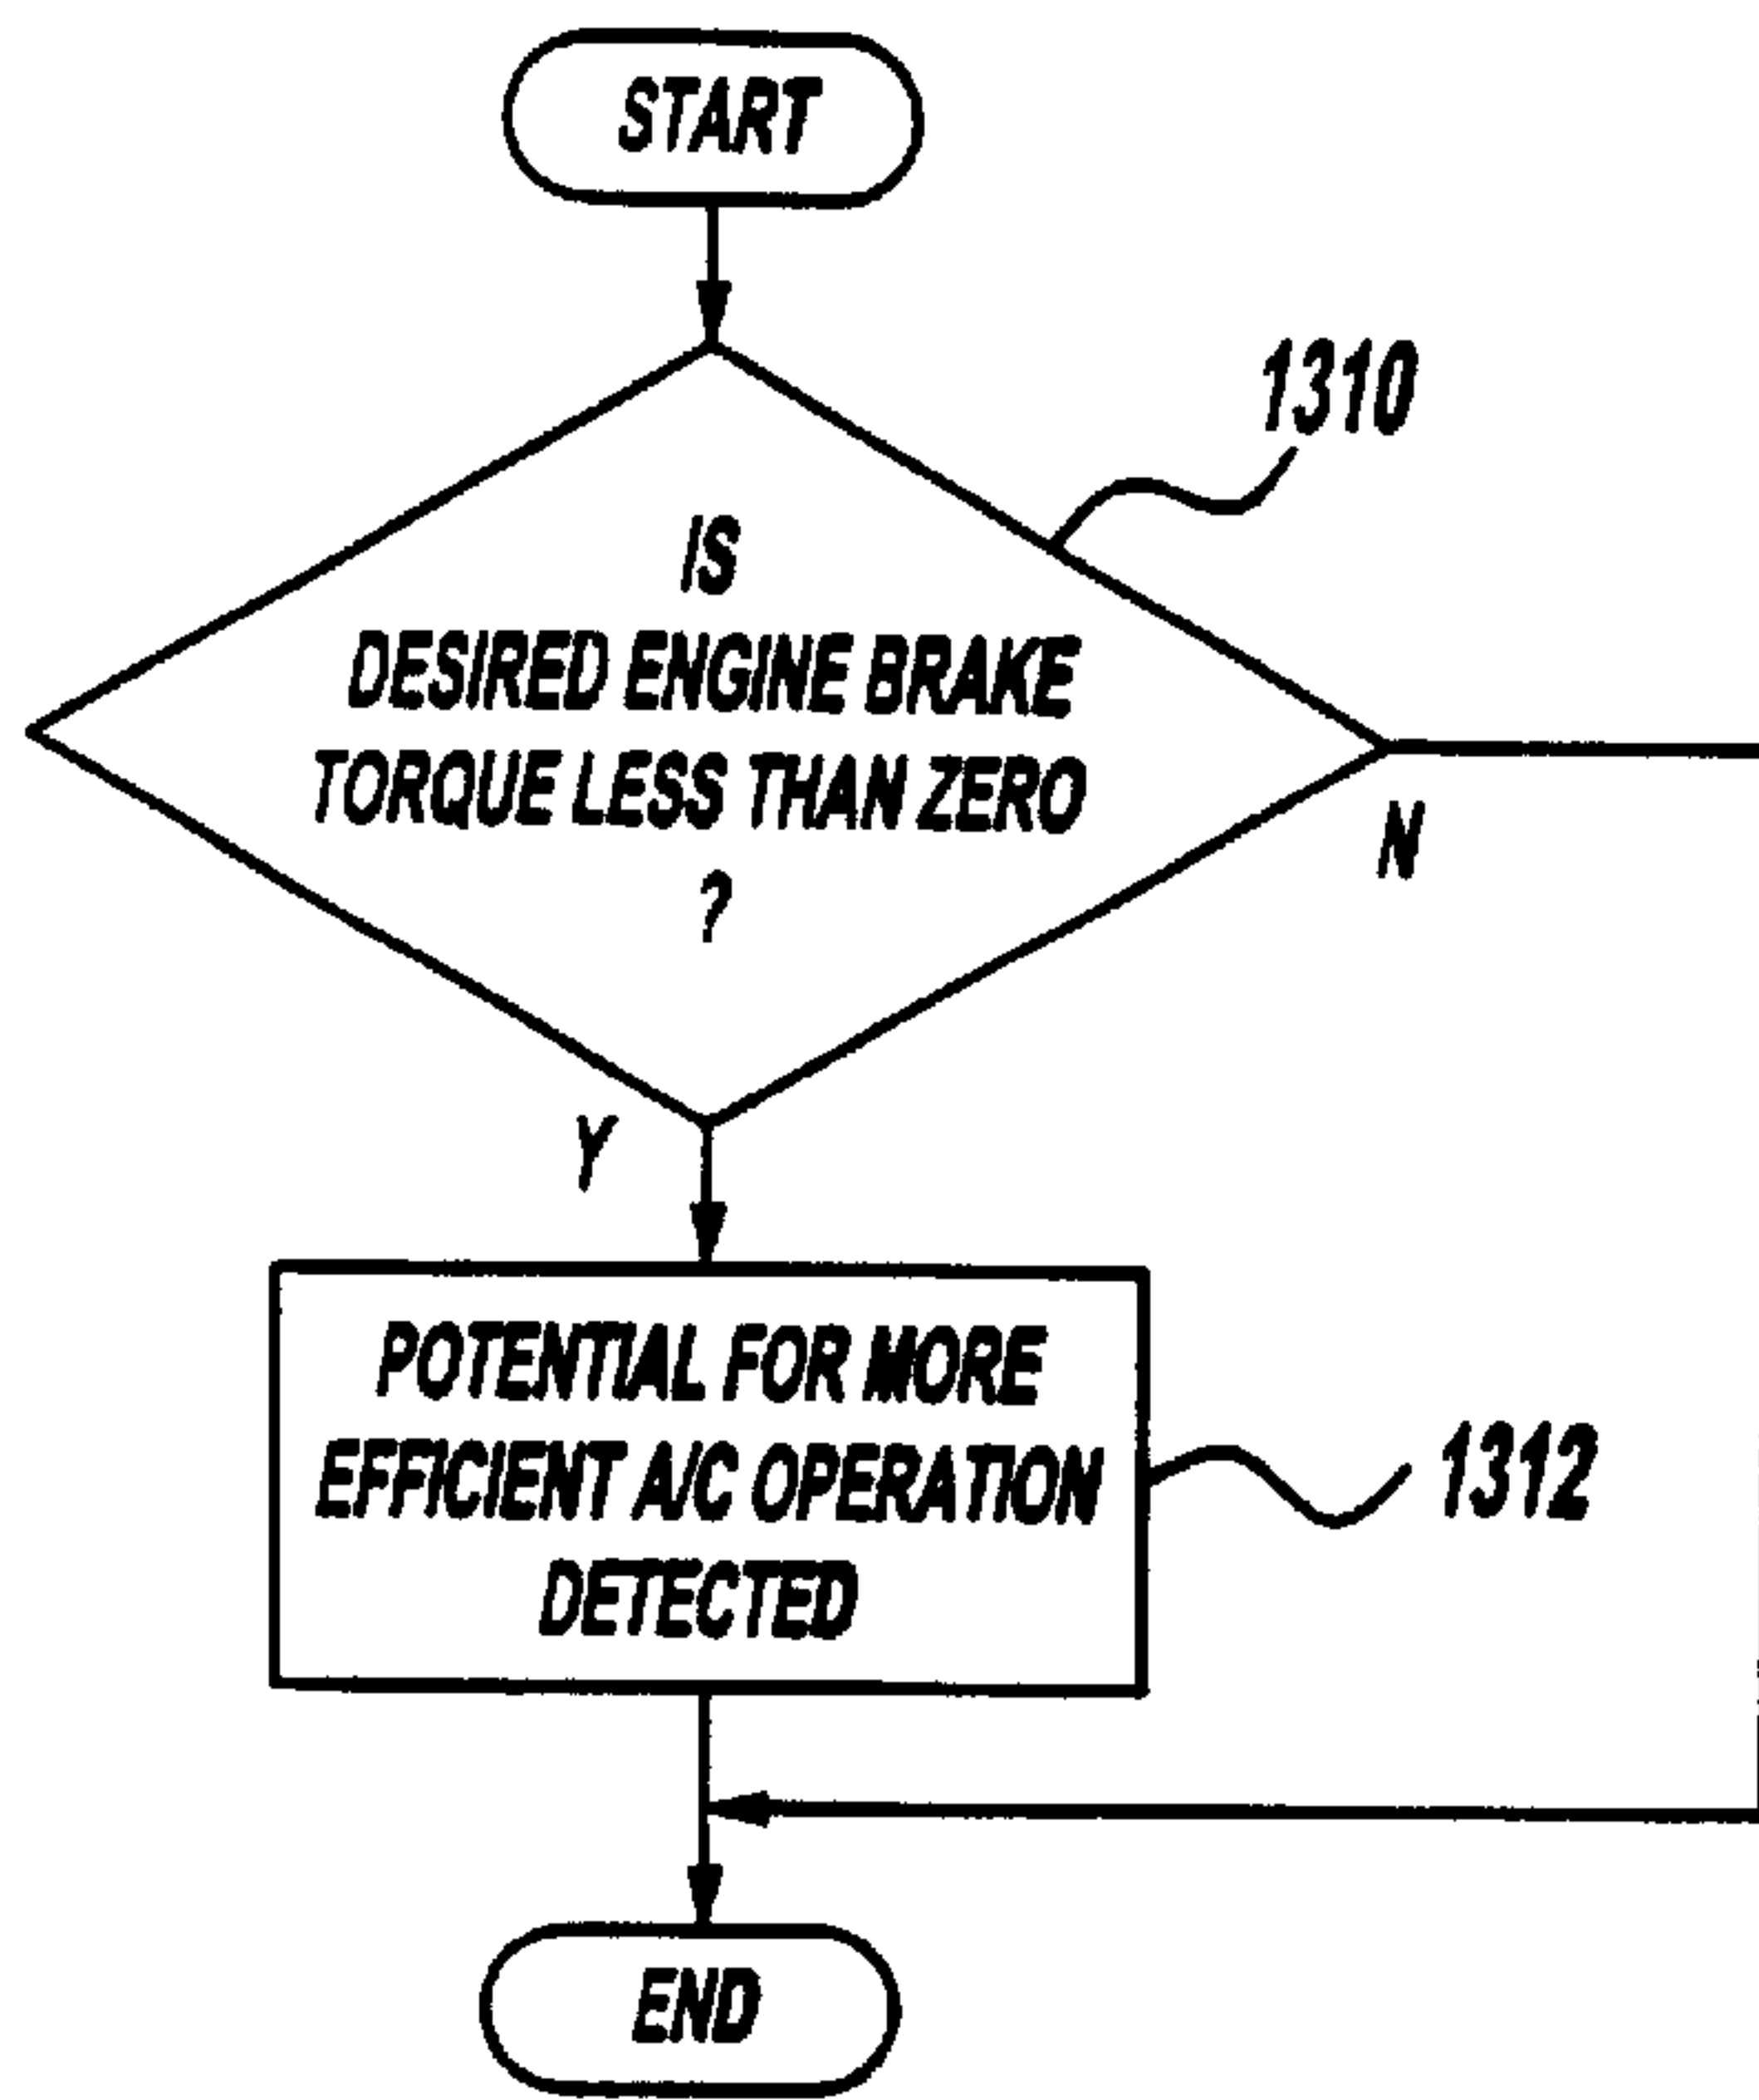 START
1310
IS
DESIRED ENGINE BRAKE
TORQUE LESS THAN ZERO
?
N
Y
POTENTIAL FOR MORE
EFFICIENT A/C OPERATION
DETECTED
1312
END